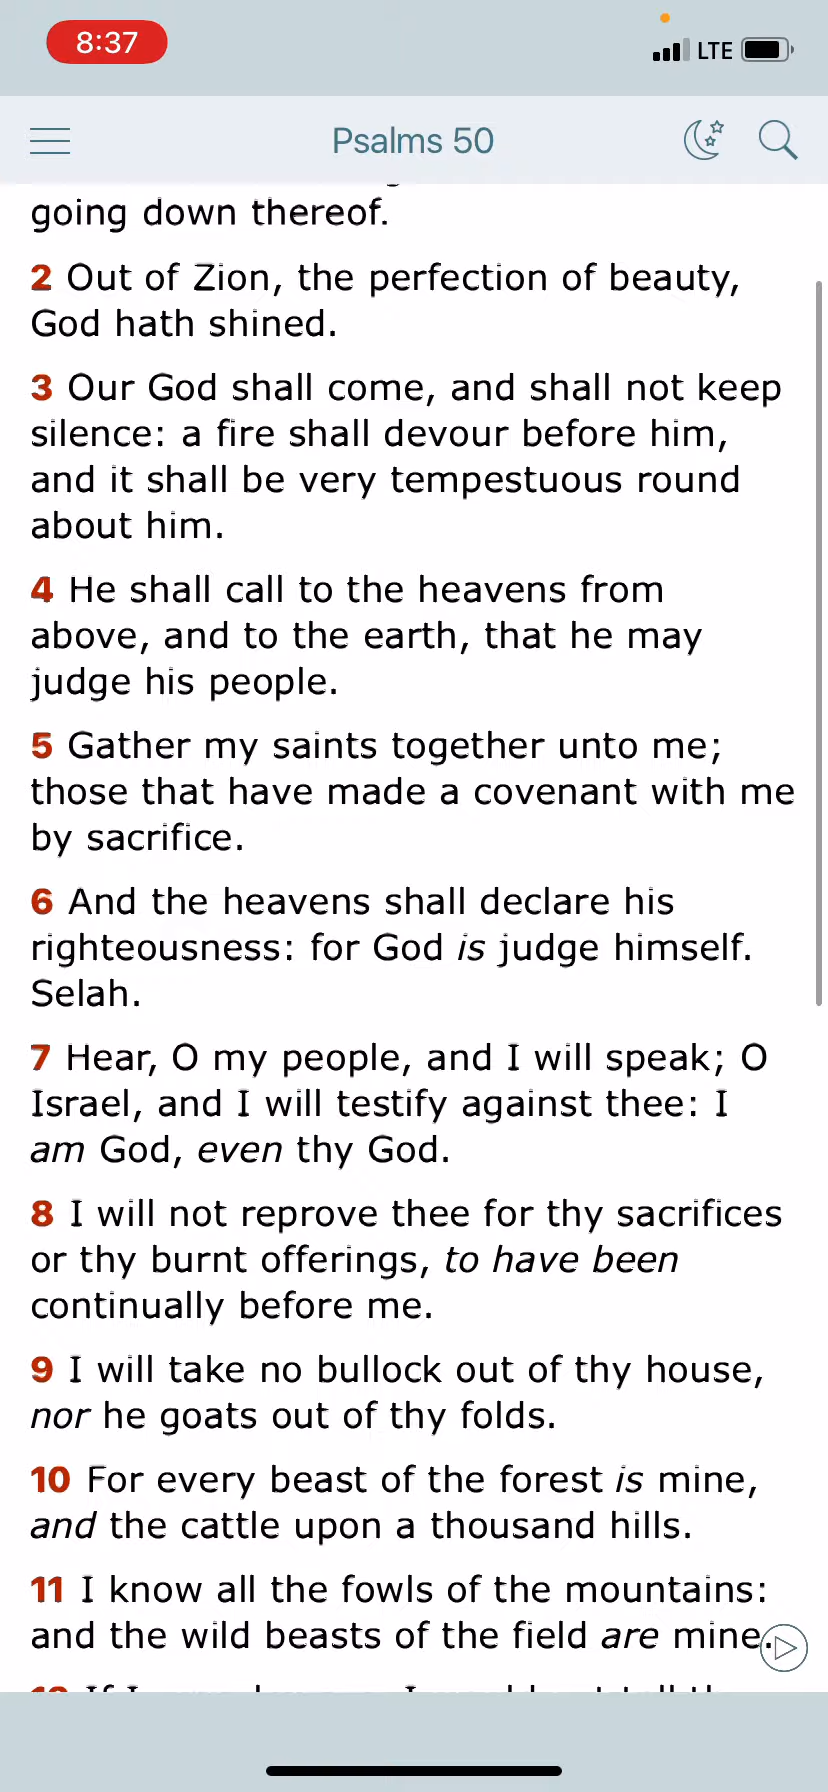 8:37
LTE
Psalms 50
going down thereof.
2 Out of Zion, the perfection of beauty,
God hath shined.
3 Our God shall come, and shall not keep
silence: a fire shall devour before him,
and it shall be very tempestuous round
about him.
4 He shall call to the heavens from
above, and to the earth, that he may
judge his people.
5 Gather my saints together unto me;
those that have made a covenant with me
by sacrifice.
6 And the heavens shall declare his
righteousness: for God is judge himself.
Selah.
7 Hear, O my people, and I will speak; O
Israel, and I will testify against thee: I
am God, even thy God.
8 I will not reprove thee for thy sacrifices
or thy burnt offerings, to have been
continually before me.
9 I will take no bullock out of thy house,
nor he goats out of thy folds.
10 For every beast of the forest is mine,
and the cattle upon a thousand hills.
11 I know all the fowls of the mountains:
and the wild beasts of the field are mine.